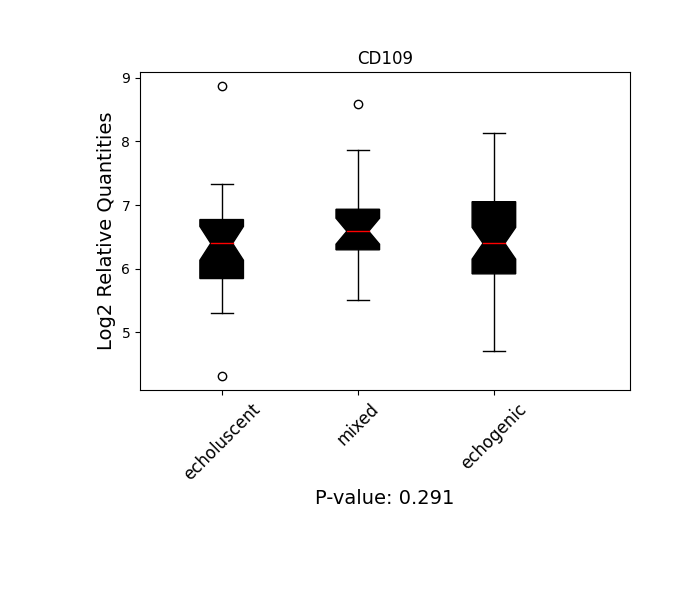 CD109
Log2 Relative Quantities
9
8
7
6
5
echoluscent
mixed
echogenic
P-value: 0.291